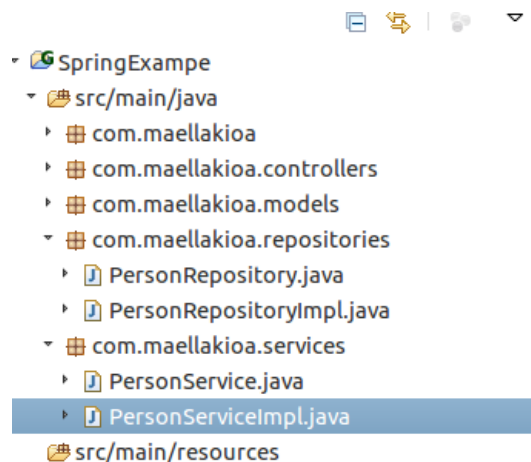 SpringExampe
src/main/java
com.maellakioa
com.maellakioa.controllers
com.maellakioa.models
com.maellakioa.repositories
PersonRepository.java
PersonRepositoryImpl.java
com.maellakioa.services
PersonService.java
PersonServiceImpl.java
src/main/resources